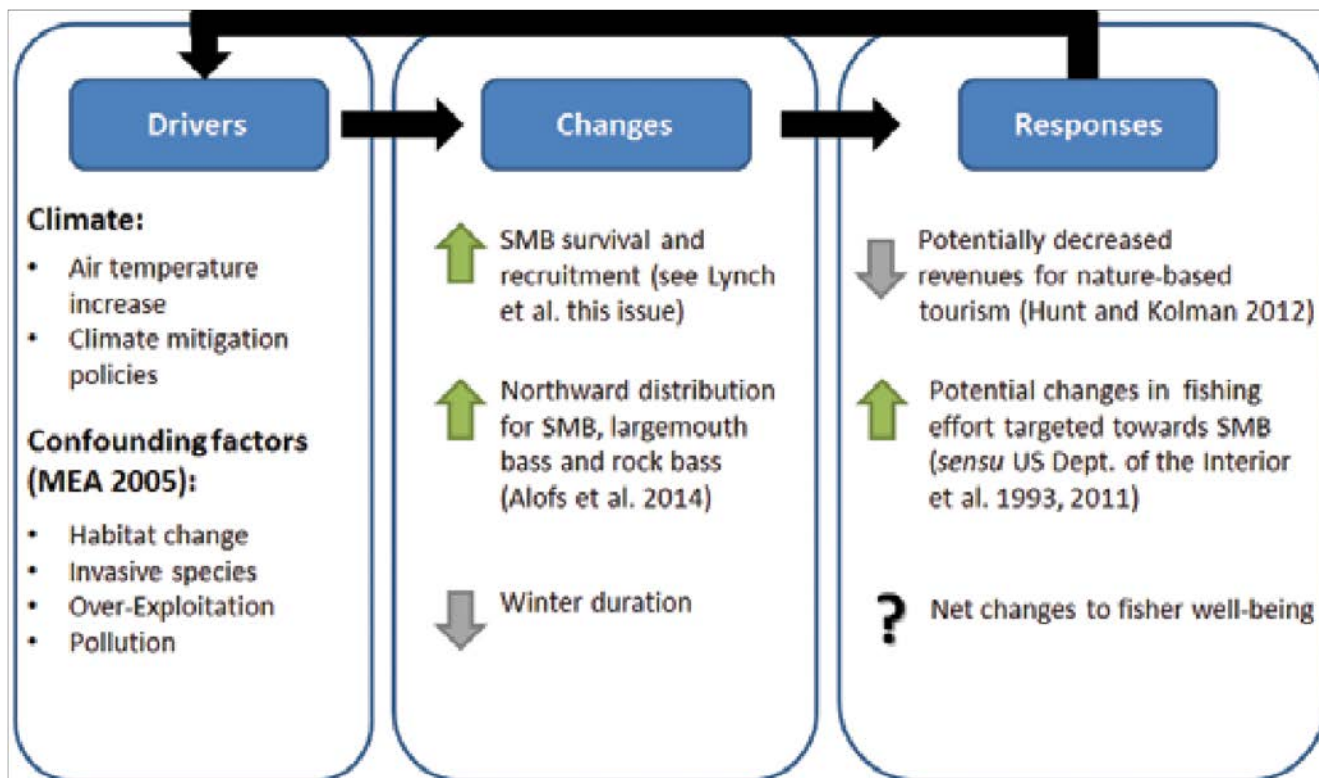 Drivers
Changes
Responses
Climate:
• Air temperature
increase
• Climate mitigation
policies
Confounding factors
(MEA 2005):
• Habitat change
• Invasive species
• Over-Exploitation
• Pollution
SMB survival and
recruitment (see Lynch
et al. this issue)
Northward distribution
for SMB, largemouth
bass and rock bass
(Alofs et al. 2014)
Winter duration
Potentially decreased
revenues for nature-based
tourism (Hunt and Kolman 2012)
Potential changes in fishing
effort targeted towards SMB
(sensu US Dept. of the Interior
et al. 1993, 2011)
? Net changes to fisher well-being